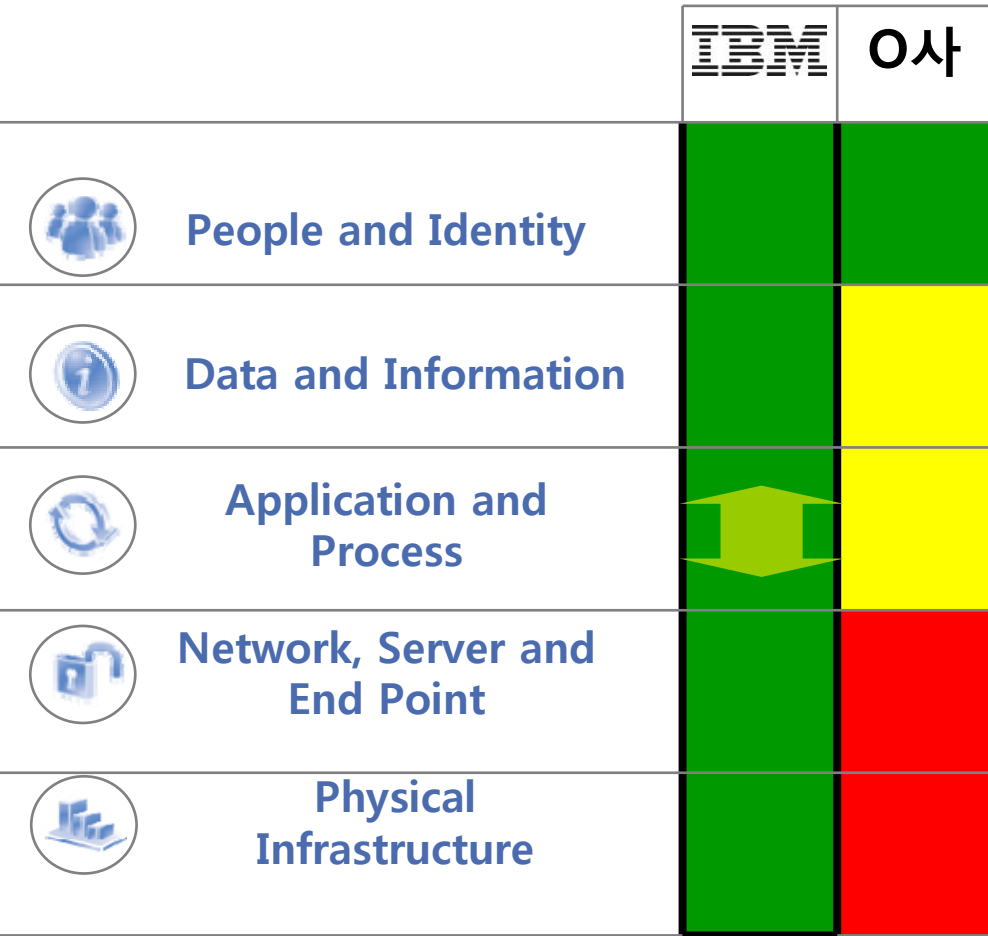 IBM
O사
People and Identity
Data and Information
Application and
Process
Network, Server and
End Point
Physical
Infrastructure